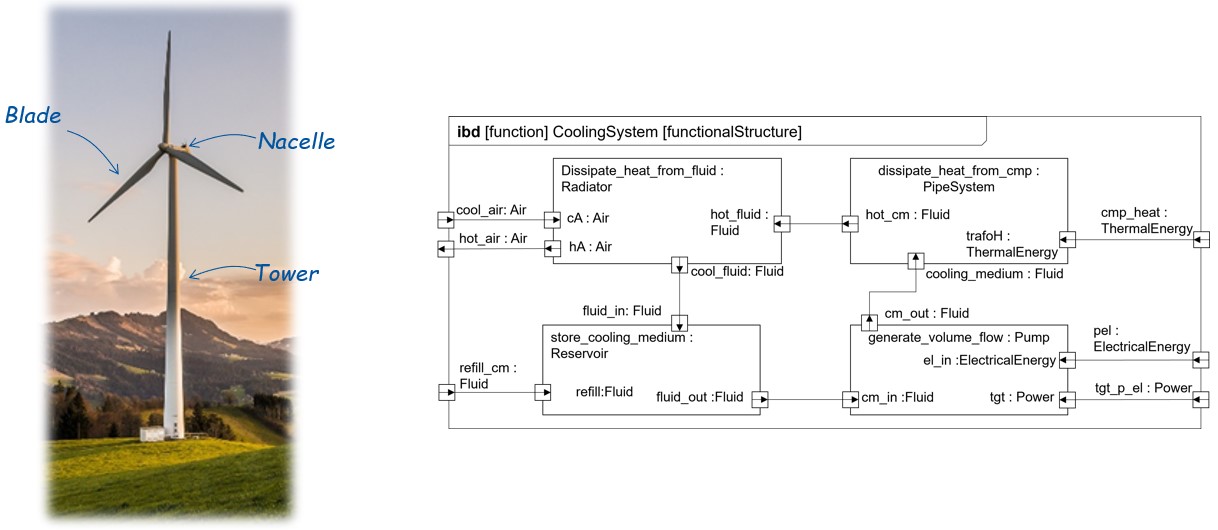 Blade
Nacelle
Tower
ibd [function] CoolingSystem [functionalStructure]
Dissipate_heat_from_fluid :
Radiator
cool_air: Air
cA : Air
hot_air : Air
hA : Air
hot_fluid :
Fluid
cool_fluid: Fluid
dissipate_heat_from_cmp :
PipeSystem
hot_cm : Fluid
trafoH :
ThermalEnergy
cmp_heat :
ThermalEnergy
cooling_medium : Fluid
fluid_in: Fluid
store_cooling_medium :
Reservoir
refill_cm :
Fluid
refill:Fluid
fluid_out :Fluid
cm_out : Fluid
generate_volume_flow : Pump
el_in :ElectricalEnergy
pel :
ElectricalEnergy
cm_in :Fluid
tgt : Power
tgt_p_el : Power